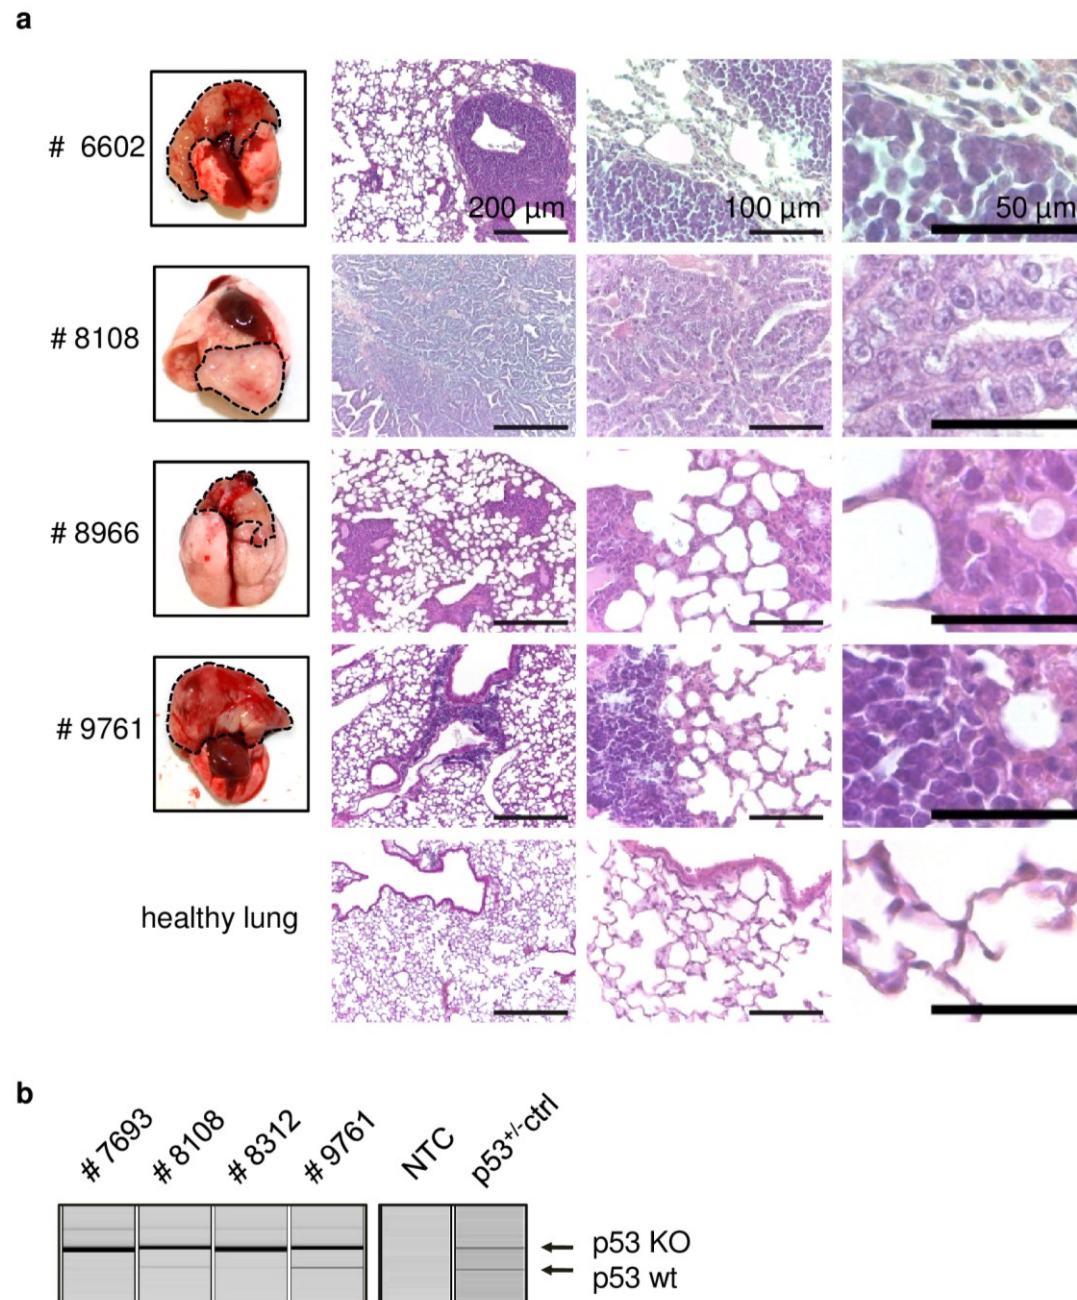 a
# 6602
200 µm
100 µm
50 µm
# 8108
# 8966
# 9761
healthy lung
b
# 7693
# 8108
# 8312
# 9761
NTC
p53+/-ctrl
p53 KO
p53 wt